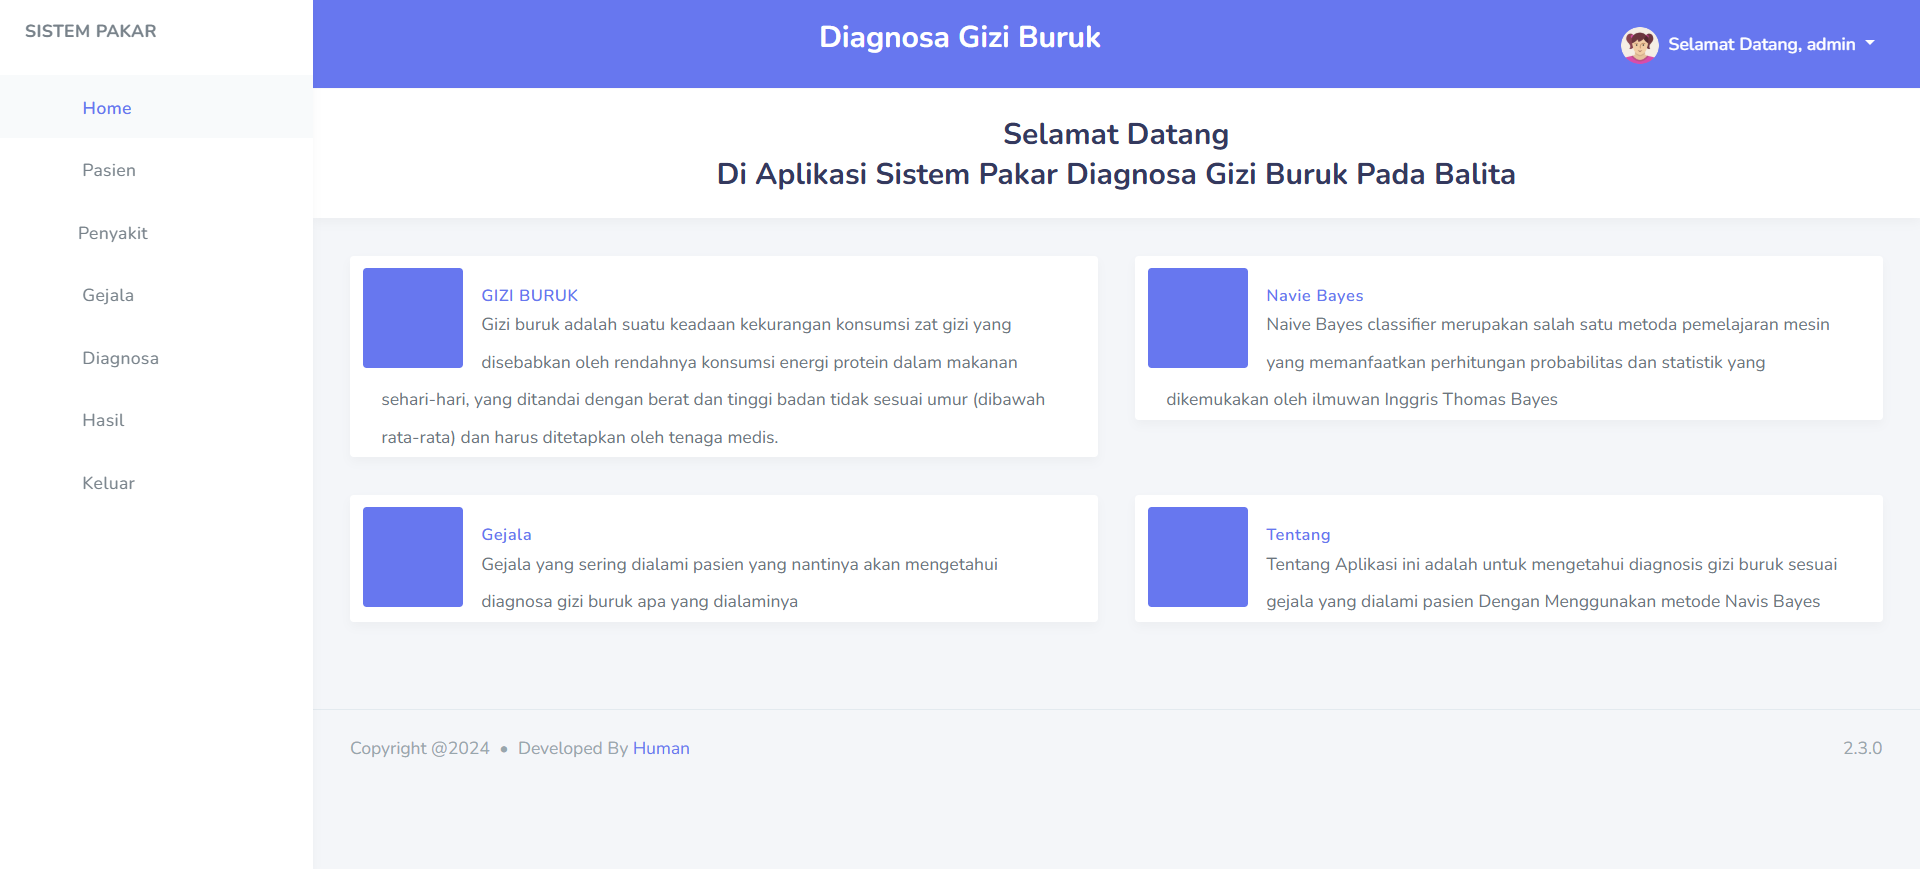 SISTEM PAKAR
Diagnosa Gizi Buruk
Selamat Datang, admin
Home
Pasien
Penyakit
Gejala
Diagnosa
Hasil
Keluar
Selamat Datang
Di Aplikasi Sistem Pakar Diagnosa Gizi Buruk Pada Balita
GIZI BURUK
Gizi buruk adalah suatu keadaan kekurangan konsumsi zat gizi yang
disebabkan oleh rendahnya konsumsi energi protein dalam makanan
sehari-hari, yang ditandai dengan berat dan tinggi badan tidak sesuai umur (dibawah
rata-rata) dan harus ditetapkan oleh tenaga medis.
Navie Bayes
Naive Bayes classifier merupakan salah satu metoda pemelajaran mesin
yang memanfaatkan perhitungan probabilitas dan statistik yang
dikemukakan oleh ilmuwan Inggris Thomas Bayes
Gejala
Gejala yang sering dialami pasien yang nantinya akan mengetahui
diagnosa gizi buruk apa yang dialaminya
Tentang
Tentang Aplikasi ini adalah untuk mengetahui diagnosis gizi buruk sesuai
gejala yang dialami pasien Dengan Menggunakan metode Navis Bayes
Copyright @2024 • Developed By Human
2.3.0